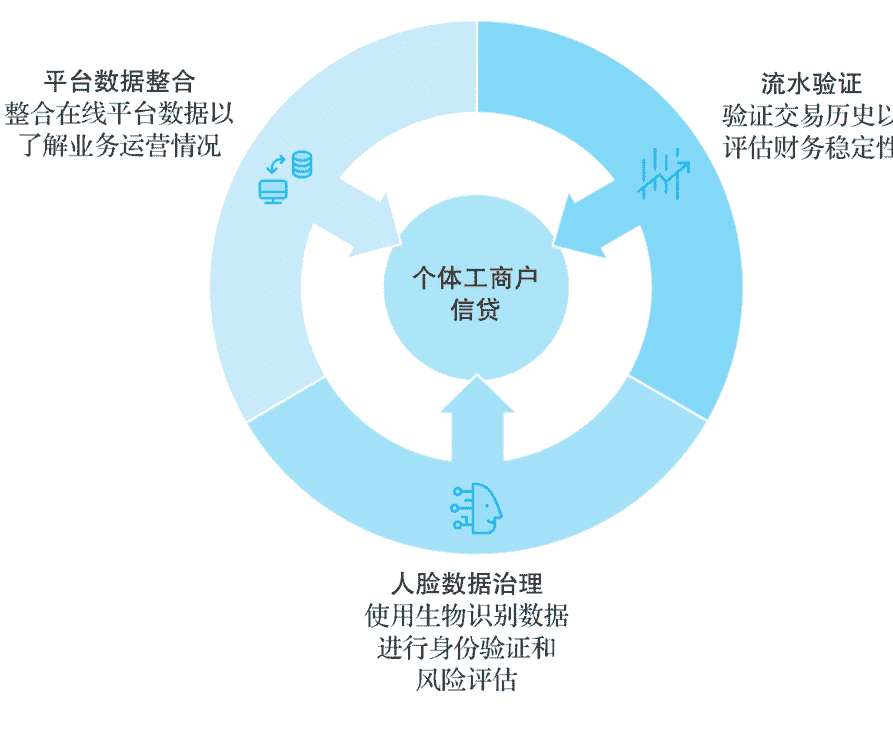 平台数据整合
整合在线平台数据以
了解业务运营情况
流水验证
验证交易历史以
评估财务稳定性
个体工商户
信贷
人脸数据治理
使用生物识别数据
进行身份验证和
风险评估